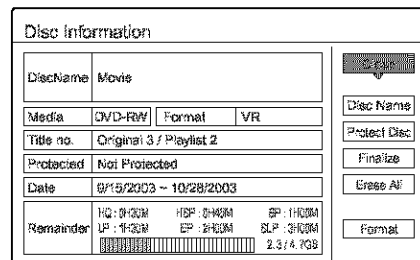 Disc Information
DiscName Movie
Media DVD-RW Format VR
Title no. Original 3 / Playlist 2
Protected Not Protected
Date 9/15/2003 ~ 10/28/2003
Remainder HQ : 0H30M HSP : 0H45M SP : 1H00M
LP : 1H30M EP : 2H00M SLP : 3H00M
2.3 / 4.7GB
Disc Name
Protect Disc
Finalize
Erase All
Format